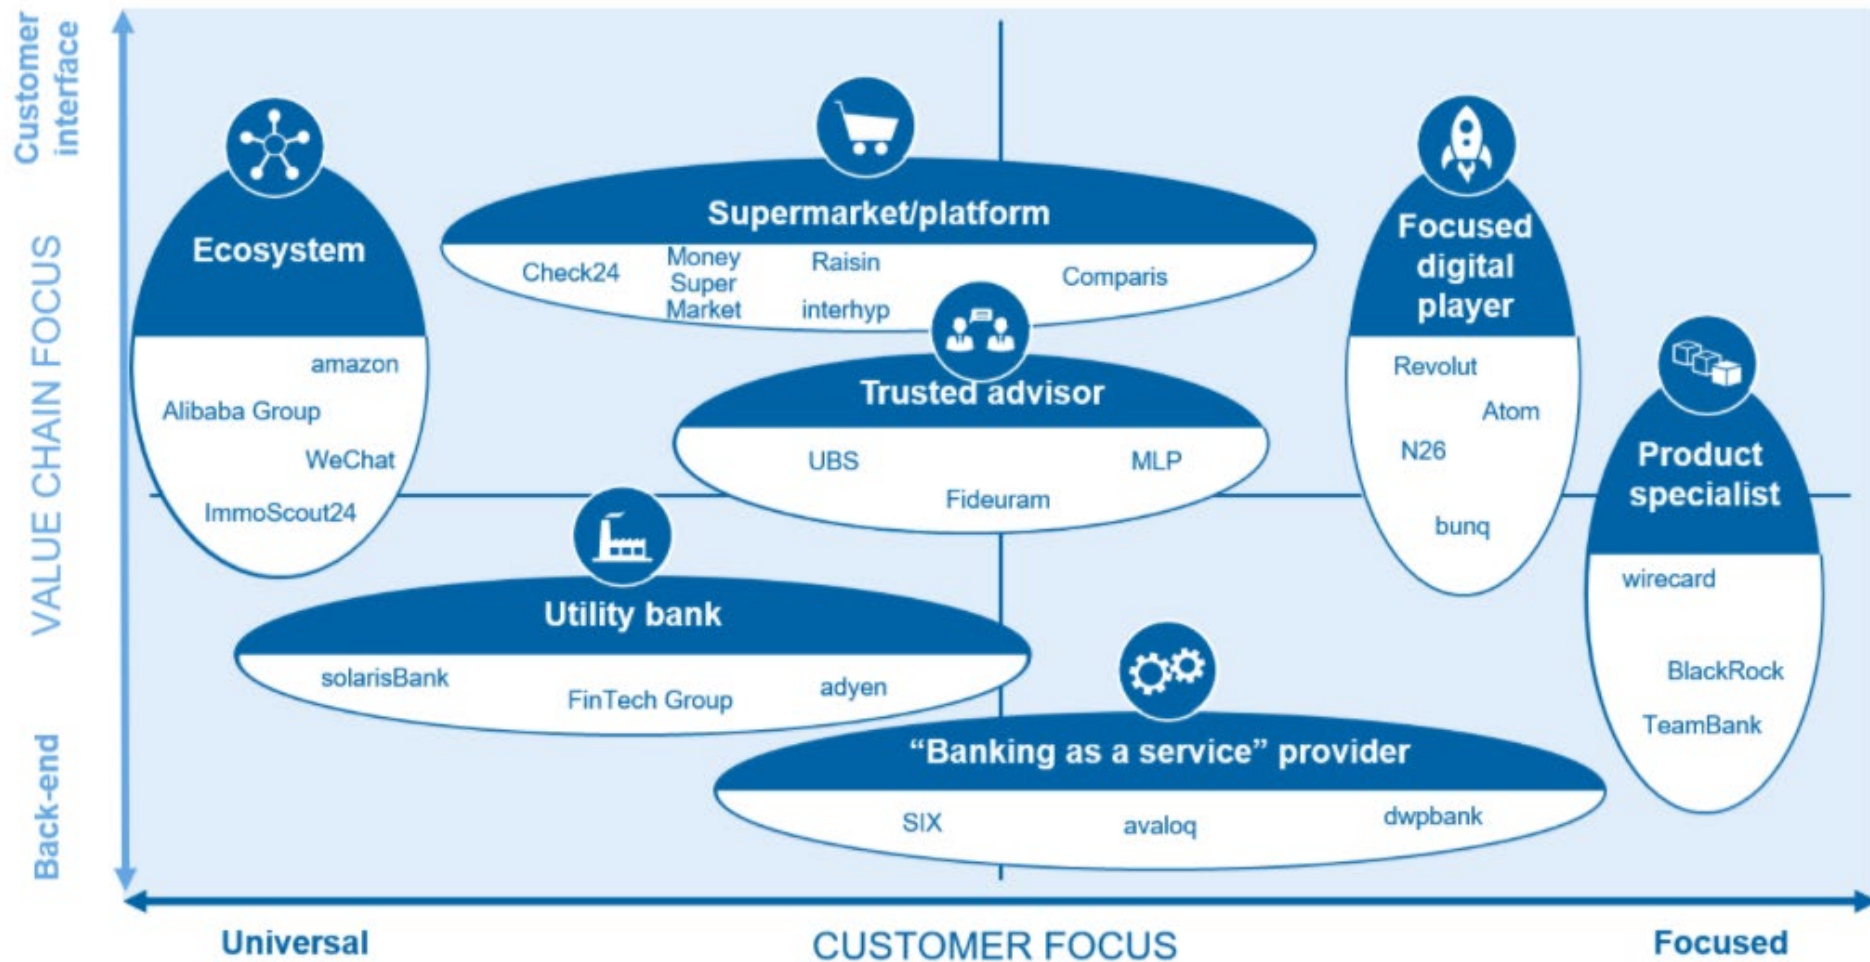 Customer
interface
VALUE CHAIN FOCUS
Back-end
Ecosystem
amazon
Alibaba Group
WeChat
ImmoScout24
Supermarket/platform
Check24
Money
Super
Market
Raisin
interhyp
Comparis
Trusted advisor
UBS
MLP
Fideuram
Focused
digital
player
Revolut
Atom
N26
bunq
Product
specialist
wirecard
BlackRock
TeamBank
Utility bank
solarisBank
FinTech Group
adyen
“Banking as a service” provider
SIX
avaloq
dwpbank
Universal
CUSTOMER FOCUS
Focused